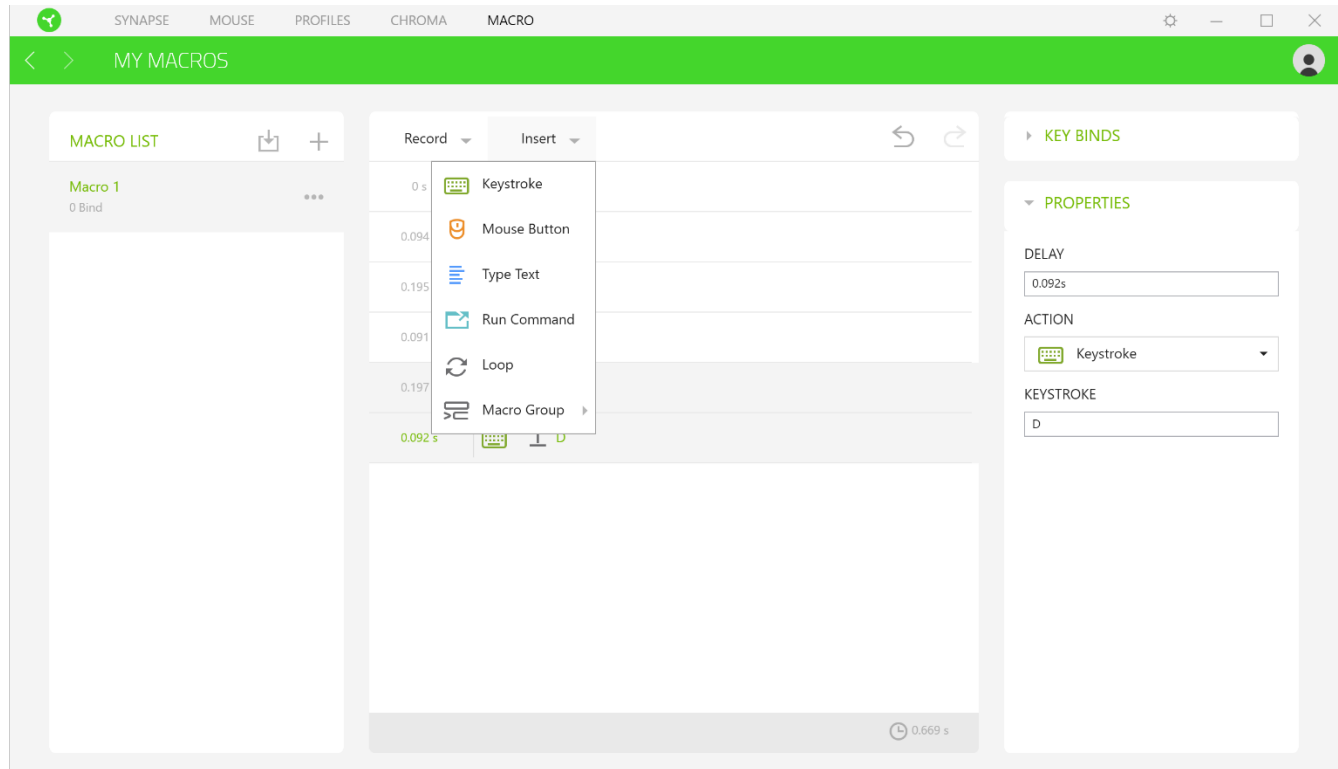 SYNAPSE MOUSE PROFILES CHROMA MACRO
MY MACROS
MACRO LIST
Macro 1
0 Bind
Record Insert
0 s
Keystroke
Mouse Button
0.094
Type Text
0.195
Run Command
0.091
Loop
0.197
Macro Group
0.092 s D
0.669 s
KEY BINDS
PROPERTIES
DELAY
0.092s
ACTION
Keystroke
KEYSTROKE
D